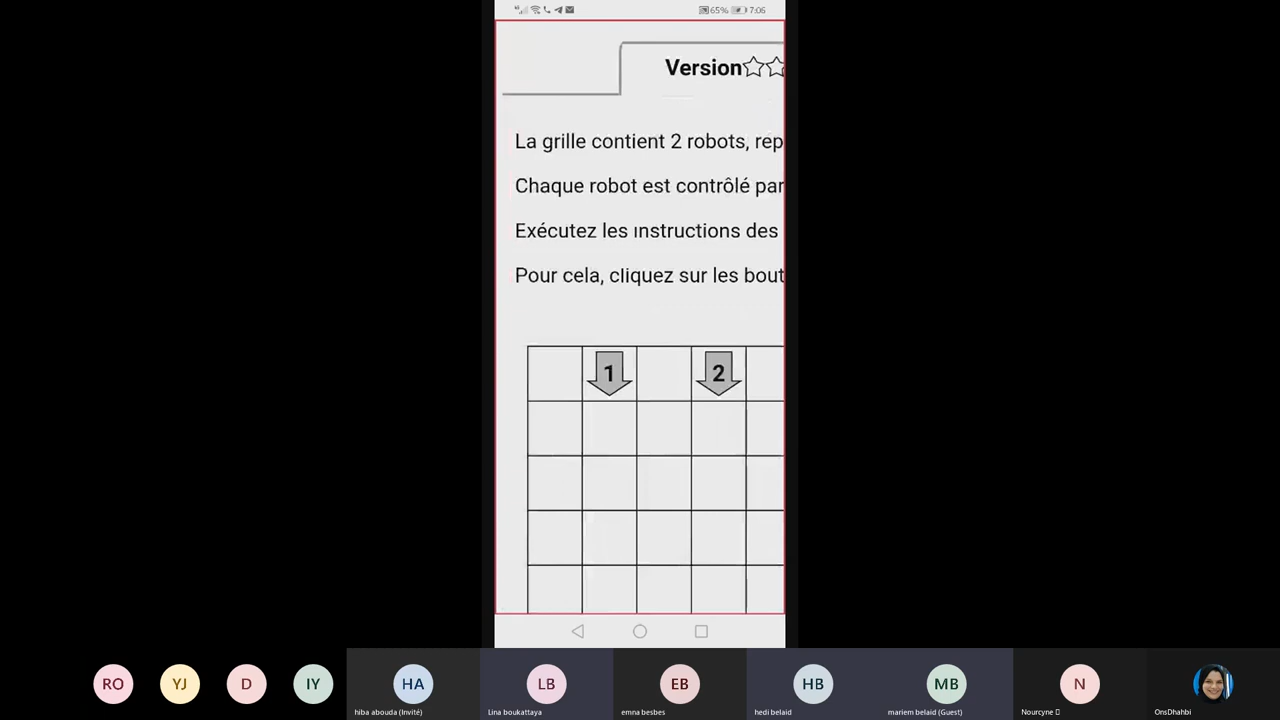 65% 7:06
Version
La grille contient 2 robots, rep
Chaque robot est contrôlé par
Exécutez les instructions des
Pour cela, cliquez sur les bout
1 2
RO YJ D IY HA LB EB HB MB N
hiba abouda (Invité) Lina boukattaya emna besbes hedi belaid mariem belaid (Guest) Nourcyne OnsDhahbi